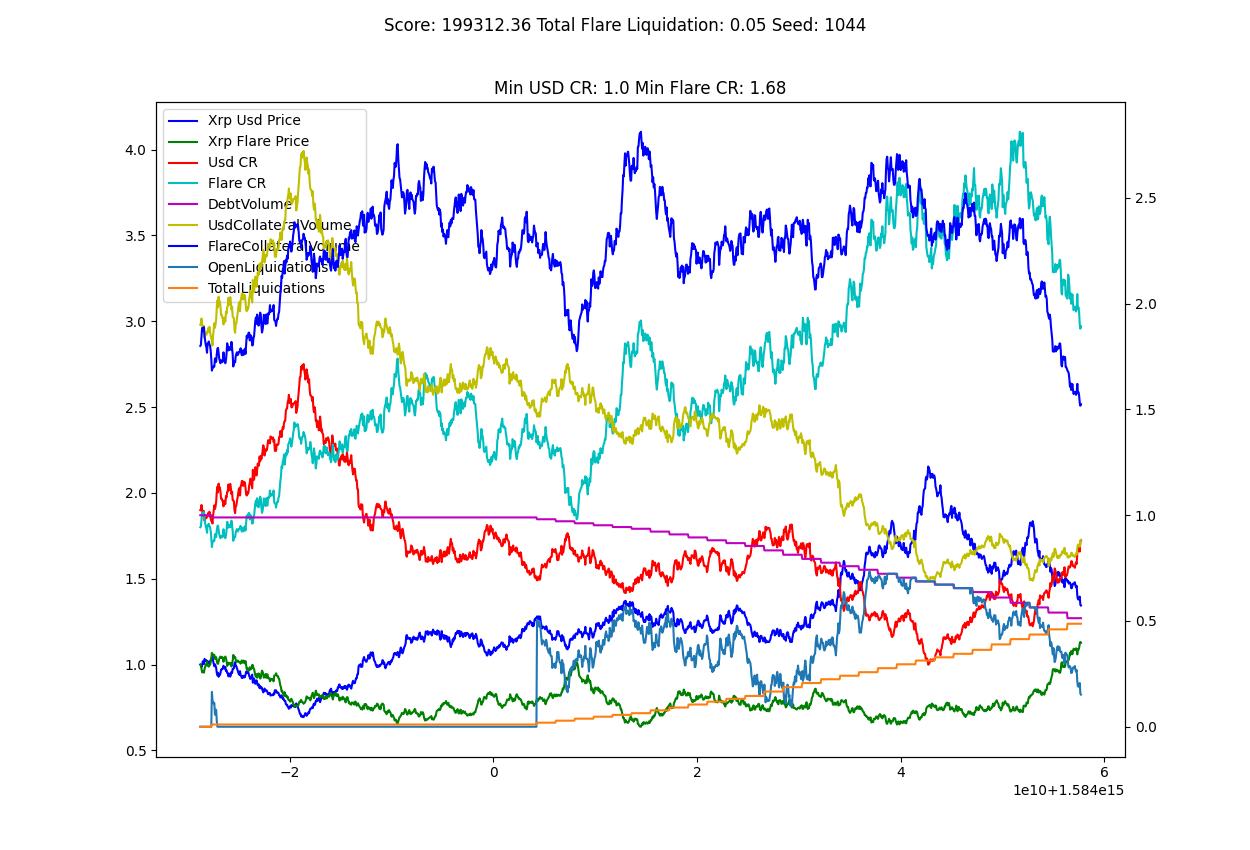 Score: 199312.36 Total Flare Liquidation: 0.05 Seed: 1044
Min USD CR: 1.0 Min Flare CR: 1.68
Xrp Usd Price
Xrp Flare Price
Usd CR
Flare CR
DebtVolume
UsdCollateralVolume
FlareCollateralVolume
OpenLiquidations
TotalLiquidations
4.0
3.5
3.0
2.5
2.0
1.5
1.0
0.5
2.5
2.0
1.5
1.0
0.5
0.0
−2
0
2
4
6
1e10+1.584e15